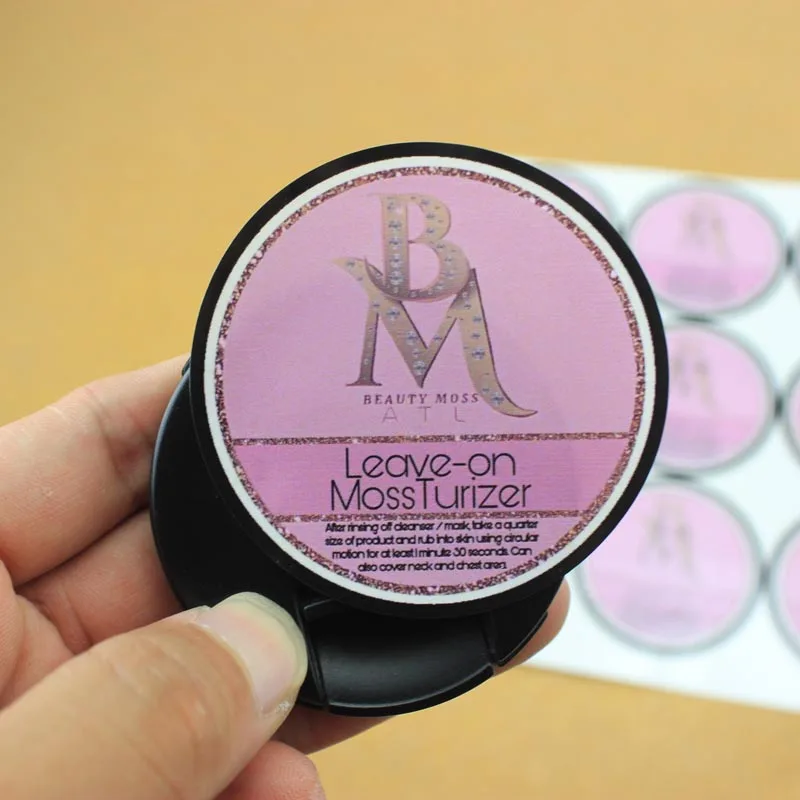 BM
BEAUTY MOSS
ATL
Leave-on
MossTurizer
After rinsing off cleanser / mask, take a quarter
size of product and rub into skin using circular
motion for at least 1 minute 30 seconds. Can
also cover neck and chest area.